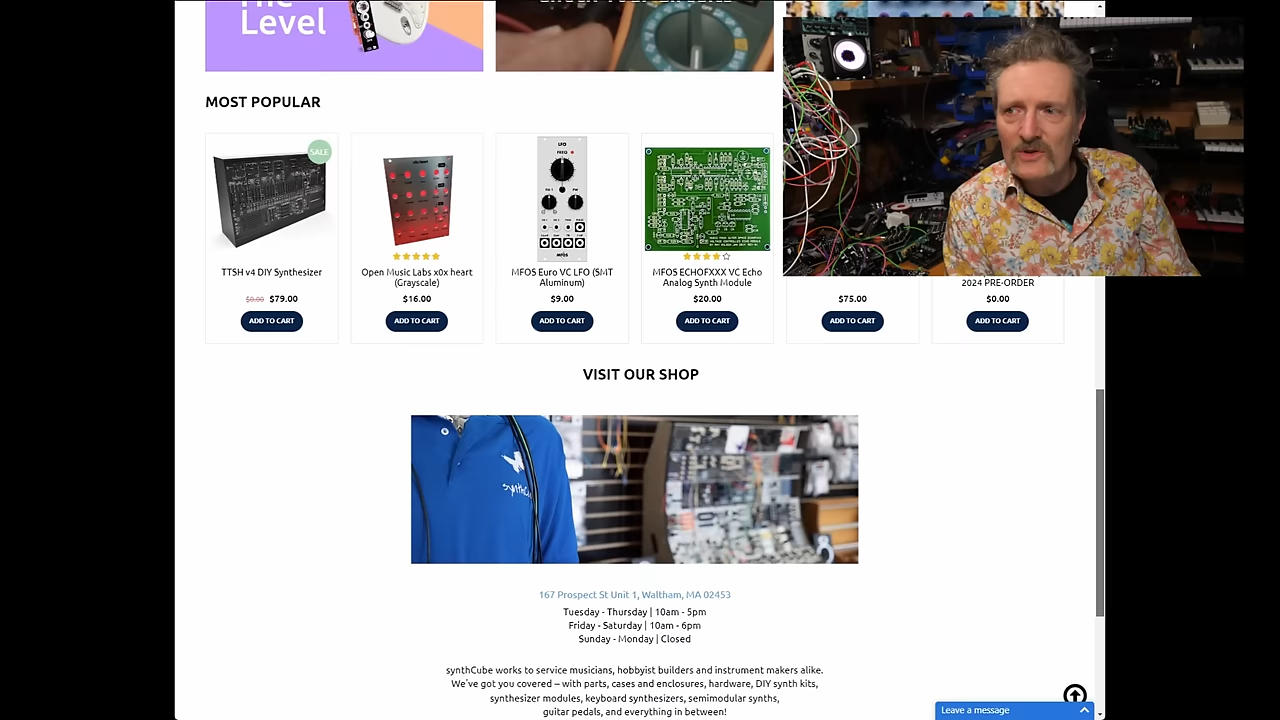 The
Level
MOST POPULAR
SALE
TTSH v4 DIY Synthesizer
$0.00 $79.00
ADD TO CART
Open Music Labs x0x heart
(Grayscale)
$16.00
ADD TO CART
LFO
FREQ
MFOS
MFOS Euro VC LFO (SMT
Aluminum)
$9.00
ADD TO CART
MFOS ECHOFXXX VC Echo
Analog Synth Module
$20.00
ADD TO CART
$75.00
ADD TO CART
2024 PRE-ORDER
$0.00
ADD TO CART
VISIT OUR SHOP
167 Prospect St Unit 1, Waltham, MA 02453
Tuesday - Thursday | 10am - 5pm
Friday - Saturday | 10am - 6pm
Sunday - Monday | Closed
synthCube works to service musicians, hobbyist builders and instrument makers alike.
We've got you covered – with parts, cases and enclosures, hardware, DIY synth kits,
synthesizer modules, keyboard synthesizers, semimodular synths,
guitar pedals, and everything in between!
Leave a message